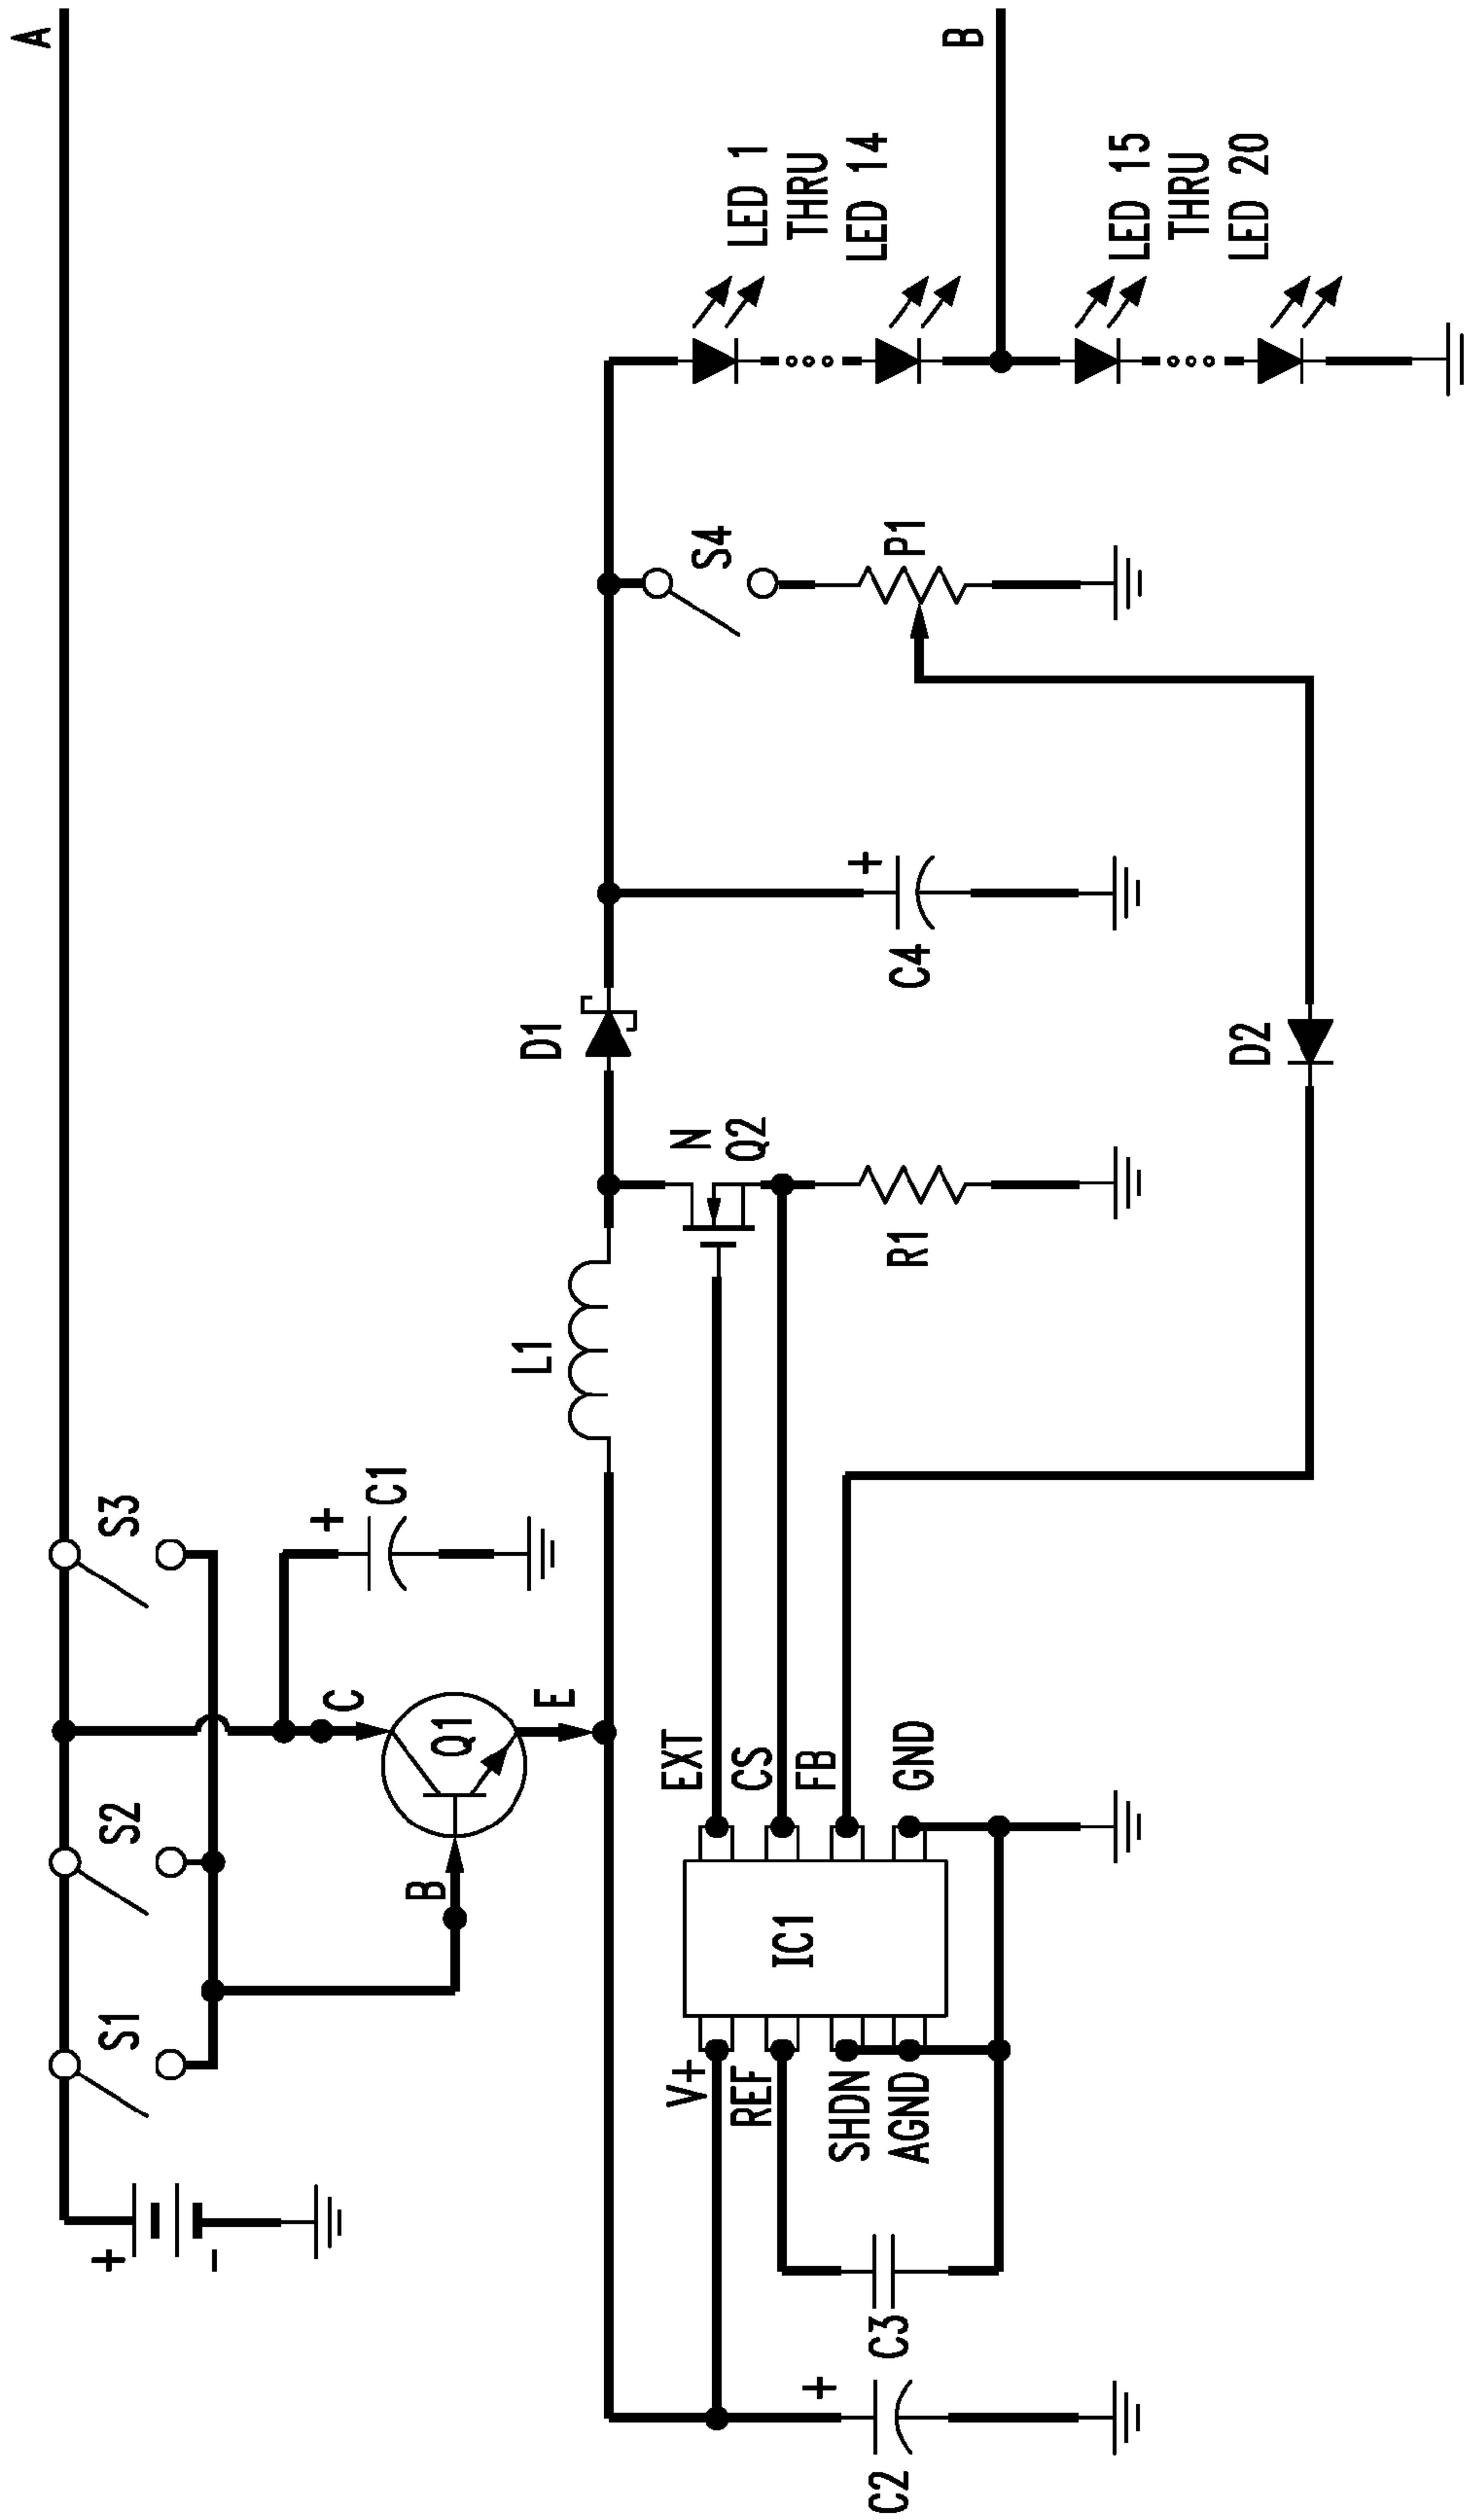 A
+
-
S1
S2
S3
C
+
C1
B
Q1
E
L1
D1
N
Q2
R1
+
C4
S4
P1
D2
LED 1
THRU
LED 14
B
LED 15
THRU
LED 20
EXT
CS
FB
GND
IC1
V+
REF
SHDN
AGND
C3
+
C2